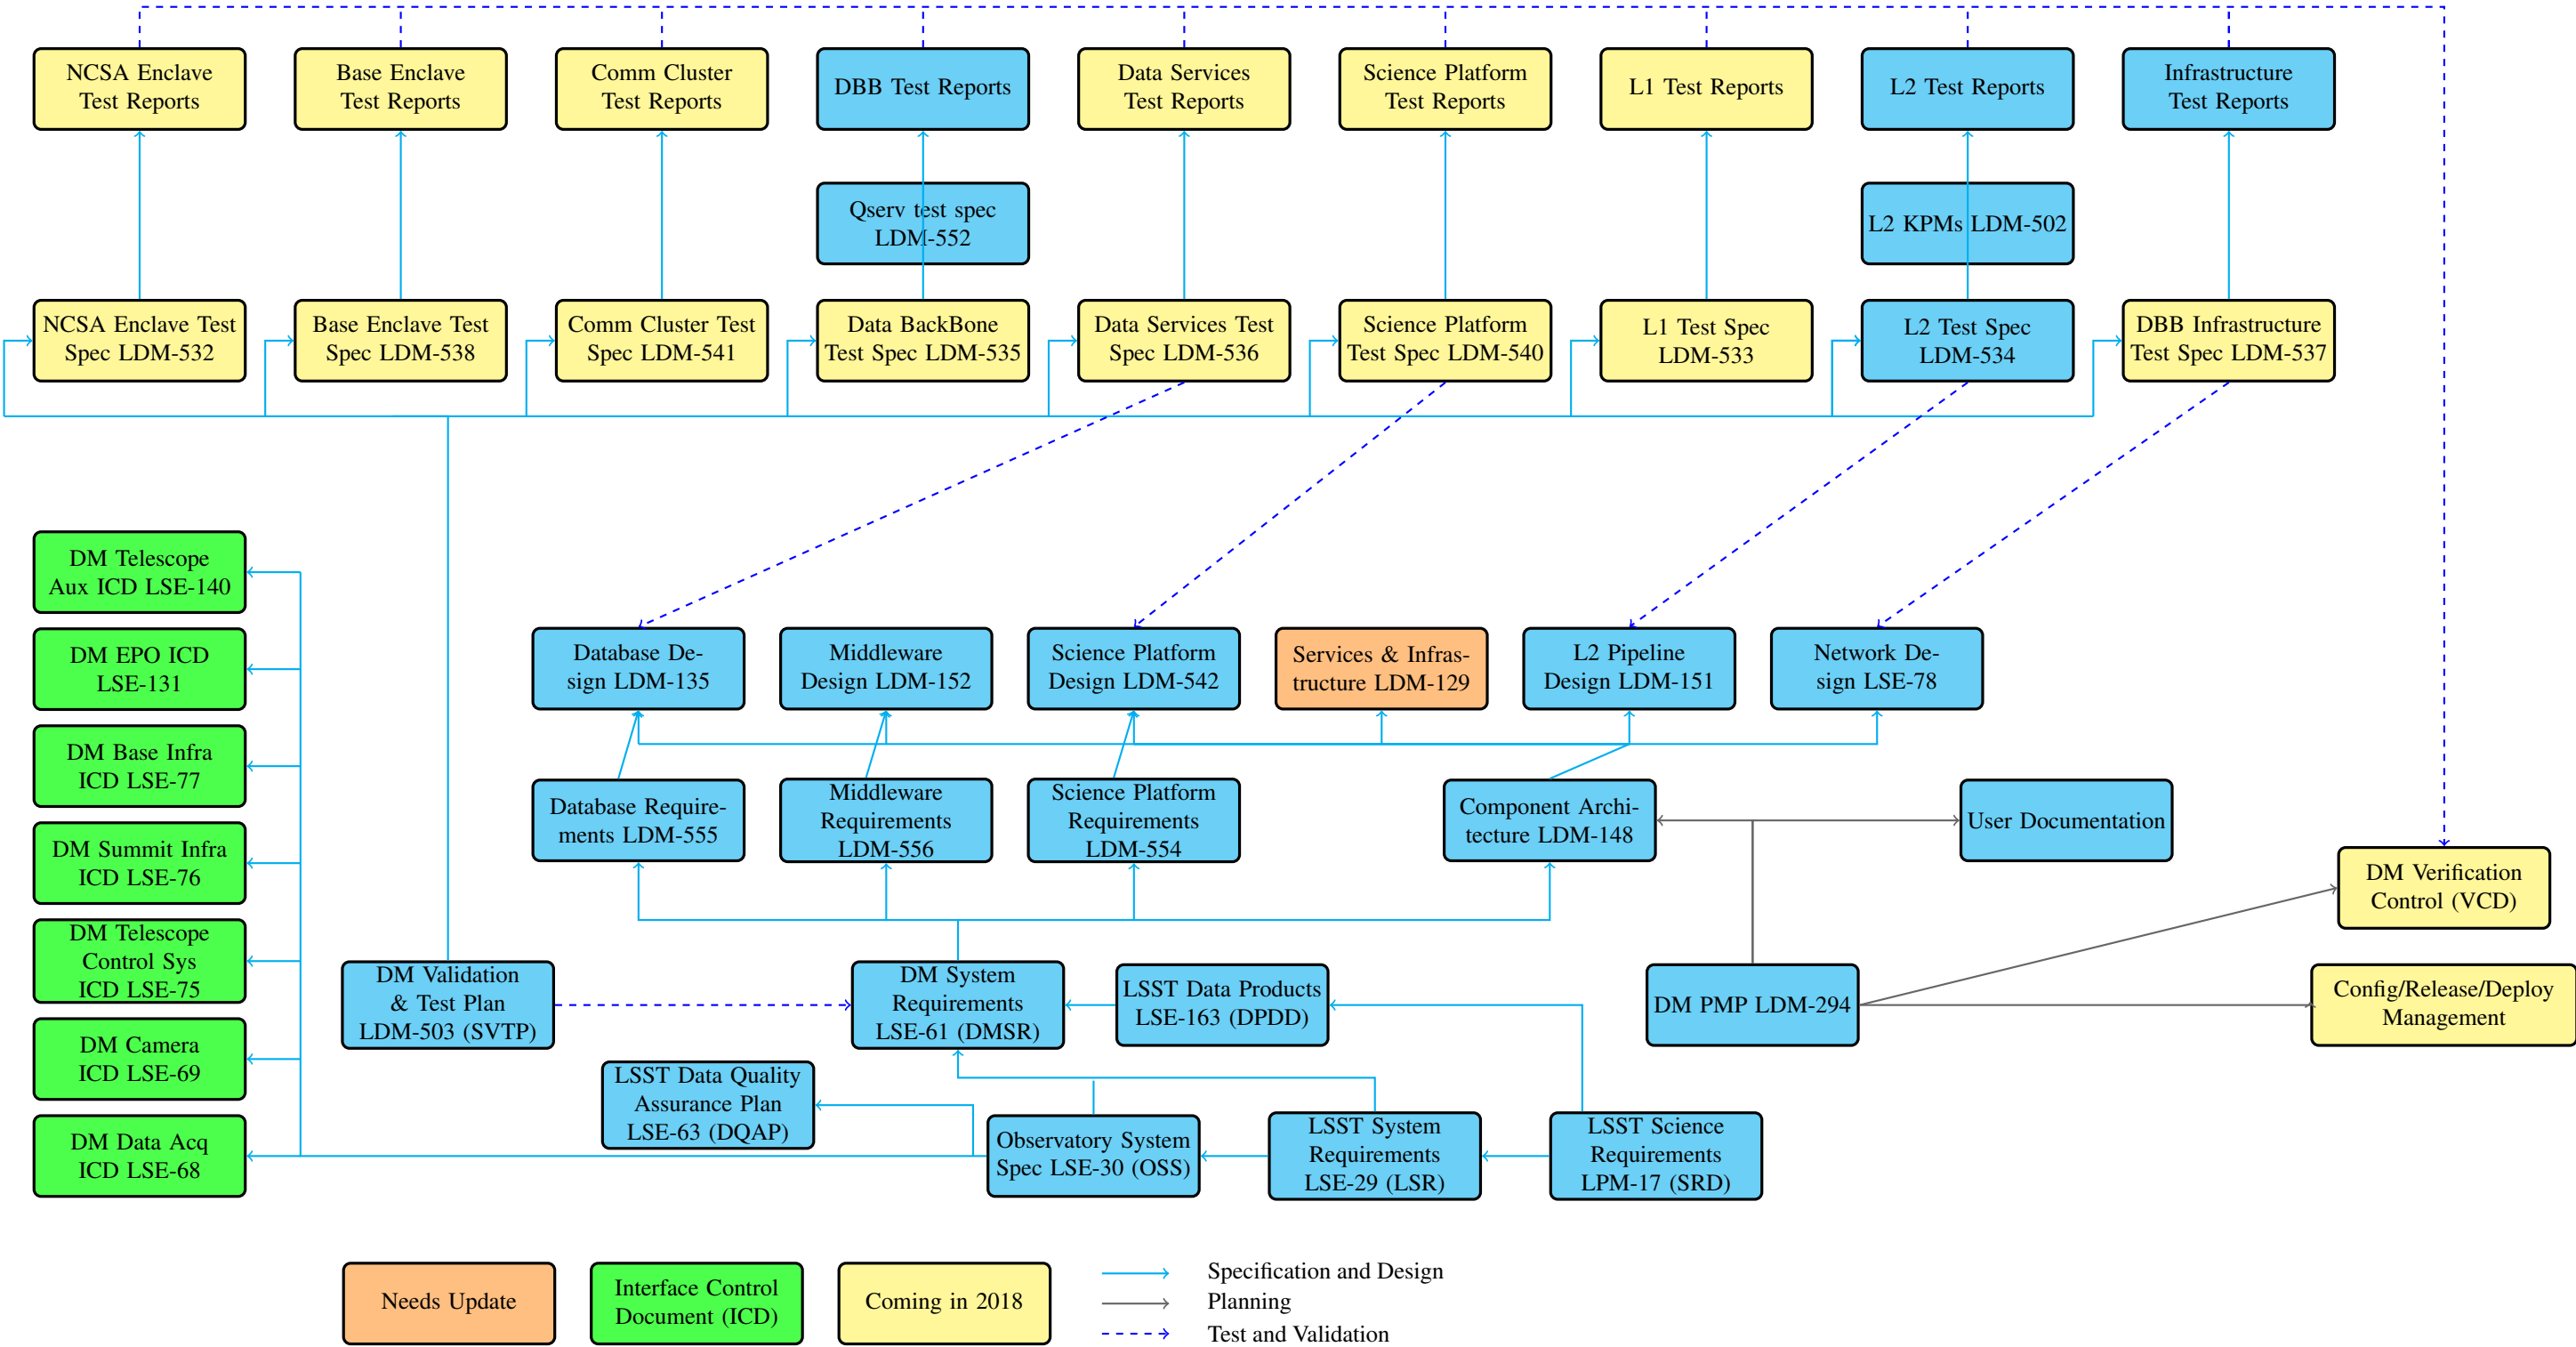 NCSA Enclave
Test Reports
Base Enclave
Test Reports
Comm Cluster
Test Reports
DBB Test Reports
Data Services
Test Reports
Science Platform
Test Reports
L1 Test Reports
L2 Test Reports
Infrastructure
Test Reports
Qserv test spec
LDM-552
L2 KPMs LDM-502
NCSA Enclave Test
Spec LDM-532
Base Enclave Test
Spec LDM-538
Comm Cluster Test
Spec LDM-541
Data BackBone
Test Spec LDM-535
Data Services Test
Spec LDM-536
Science Platform
Test Spec LDM-540
L1 Test Spec
LDM-533
L2 Test Spec
LDM-534
DBB Infrastructure
Test Spec LDM-537
DM Telescope
Aux ICD LSE-140
DM EPO ICD
LSE-131
DM Base Infra
ICD LSE-77
DM Summit Infra
ICD LSE-76
DM Telescope
Control Sys
ICD LSE-75
DM Camera
ICD LSE-69
DM Data Acq
ICD LSE-68
Database De-
sign LDM-135
Middleware
Design LDM-152
Science Platform
Design LDM-542
Services & Infras-
tructure LDM-129
L2 Pipeline
Design LDM-151
Network De-
sign LSE-78
Database Require-
ments LDM-555
Middleware
Requirements
LDM-556
Science Platform
Requirements
LDM-554
Component Archi-
tecture LDM-148
User Documentation
DM Verification
Control (VCD)
DM Validation
& Test Plan
LDM-503 (SVTP)
DM System
Requirements
LSE-61 (DMSR)
LSST Data Products
LSE-163 (DPDD)
DM PMP LDM-294
Config/Release/Deploy
Management
LSST Data Quality
Assurance Plan
LSE-63 (DQAP)
Observatory System
Spec LSE-30 (OSS)
LSST System
Requirements
LSE-29 (LSR)
LSST Science
Requirements
LPM-17 (SRD)
Needs Update
Interface Control
Document (ICD)
Coming in 2018
Specification and Design
Planning
Test and Validation